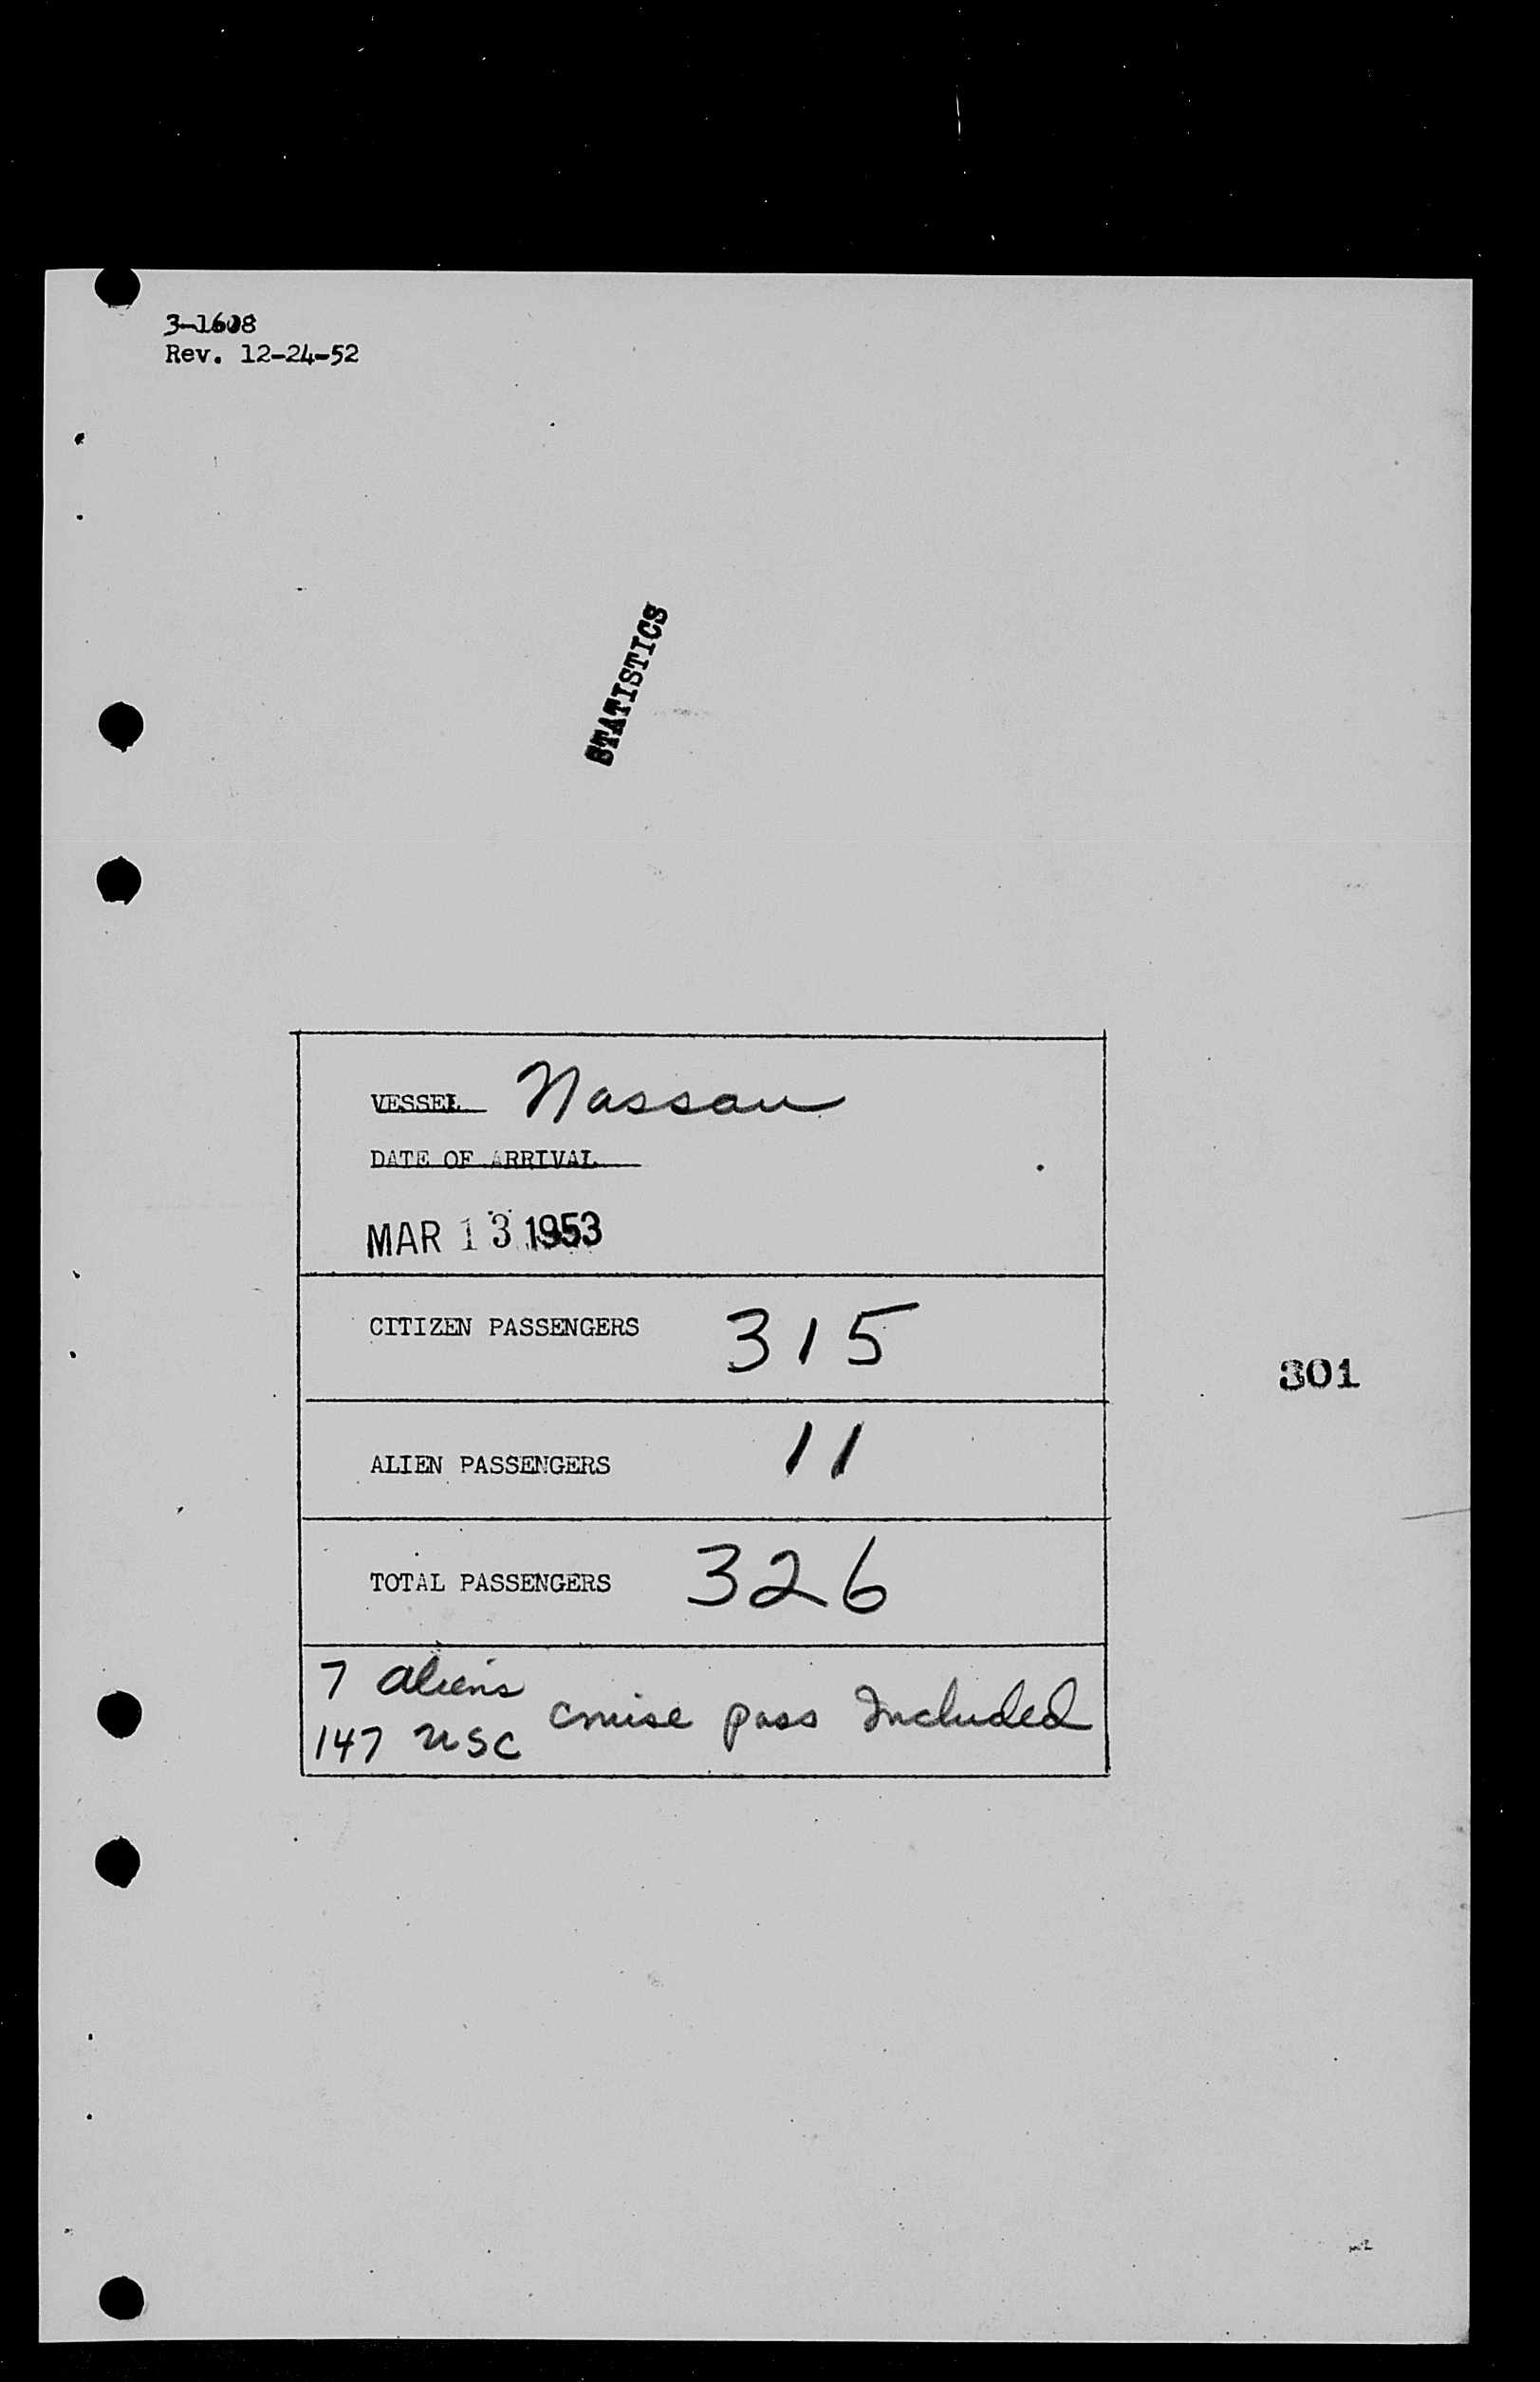 3-1608
Rev. 12-24-52
STATISTICS
VESSEL Nassau
DATE OF ARRIVAL
MAR 13 1953
CITIZEN PASSENGERS 315
301
ALIEN PASSENGERS 11
TOTAL PASSENGERS 326
7 aliens
147 USC cruise pass Included